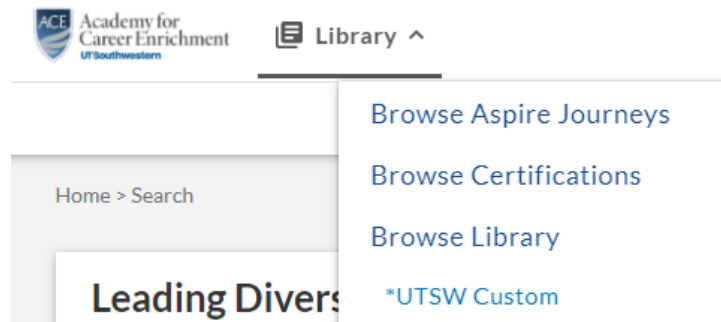 ACE Academy for
Career Enrichment
UTSouthwestern
Library
Browse Aspire Journeys
Browse Certifications
Browse Library
*UTSW Custom
Home > Search
Leading Divers